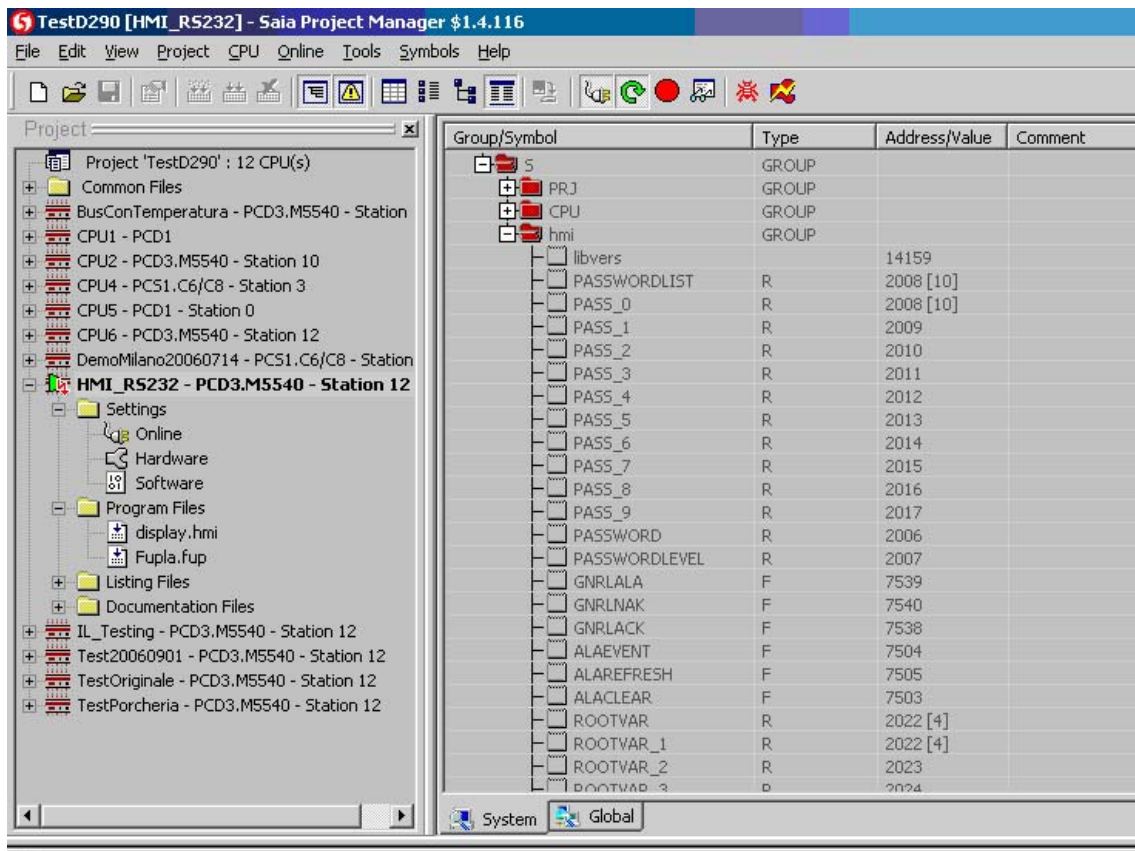 TestD290 [HMI_RS232] - Saia Project Manager $1.4.116
File Edit View Project CPU Online Tools Symbols Help
Project
Project 'TestD290' : 12 CPU(s)
Common Files
BusConTemperatura - PCD3.M5540 - Station
CPU1 - PCD1
CPU2 - PCD3.M5540 - Station 10
CPU4 - PCS1.C6/C8 - Station 3
CPU5 - PCD1 - Station 0
CPU6 - PCD3.M5540 - Station 12
DemoMilano20060714 - PCS1.C6/C8 - Station
HMI_RS232 - PCD3.M5540 - Station 12
Settings
Online
Hardware
Software
Program Files
display.hmi
Fupla.fup
Listing Files
Documentation Files
IL_Testing - PCD3.M5540 - Station 12
Test20060901 - PCD3.M5540 - Station 12
TestOriginale - PCD3.M5540 - Station 12
TestPorcheria - PCD3.M5540 - Station 12
Group/Symbol Type Address/Value Comment
S GROUP
PRJ GROUP
CPU GROUP
hmi GROUP
libvers 14159
PASSWORDLIST R 2008 [10]
PASS_0 R 2008 [10]
PASS_1 R 2009
PASS_2 R 2010
PASS_3 R 2011
PASS_4 R 2012
PASS_5 R 2013
PASS_6 R 2014
PASS_7 R 2015
PASS_8 R 2016
PASS_9 R 2017
PASSWORD R 2006
PASSWORDLEVEL R 2007
GNRLALA F 7539
GNRLNAK F 7540
GNRLACK F 7538
ALAEVENT F 7504
ALAREFRESH F 7505
ALACLEAR F 7503
ROOTVAR R 2022 [4]
ROOTVAR_1 R 2022 [4]
ROOTVAR_2 R 2023
ROOTVAR_3 R 2024
System Global